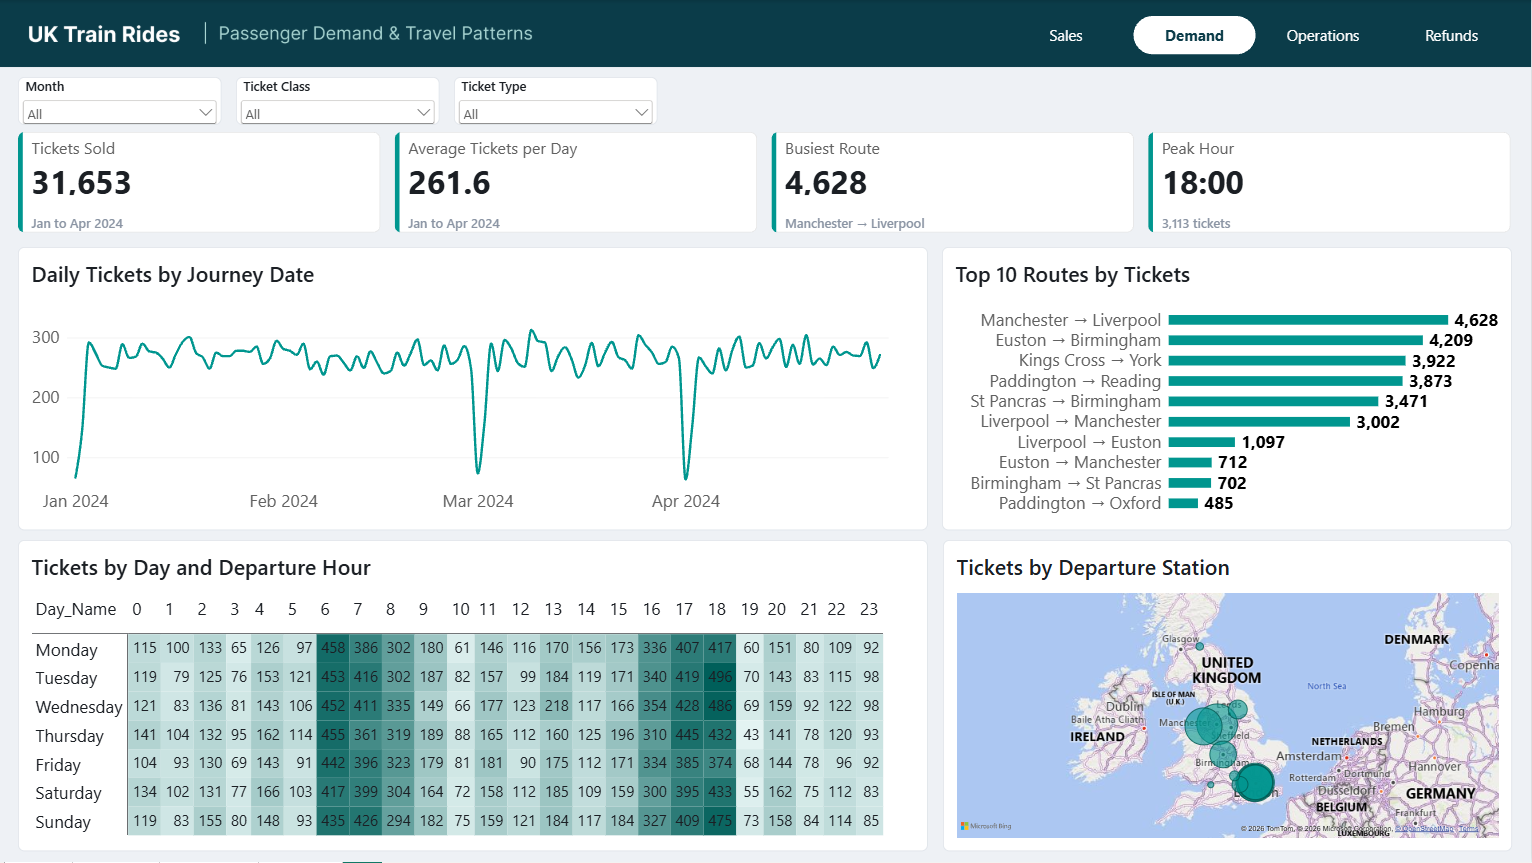 UK Train Rides | Passenger Demand & Travel Patterns
Sales Demand Operations Refunds
Month Ticket Class Ticket Type
All All All
Tickets Sold
31,653
Jan to Apr 2024
Average Tickets per Day
261.6
Jan to Apr 2024
Busiest Route
4,628
Manchester → Liverpool
Peak Hour
18:00
3,113 tickets
Daily Tickets by Journey Date
300
200
100
Jan 2024 Feb 2024 Mar 2024 Apr 2024
Top 10 Routes by Tickets
Manchester → Liverpool 4,628
Euston → Birmingham 4,209
Kings Cross → York 3,922
Paddington → Reading 3,873
St Pancras → Birmingham 3,471
Liverpool → Manchester 3,002
Liverpool → Euston 1,097
Euston → Manchester 712
Birmingham → St Pancras 702
Paddington → Oxford 485
Tickets by Day and Departure Hour
Day_Name 0 1 2 3 4 5 6 7 8 9 10 11 12 13 14 15 16 17 18 19 20 21 22 23
Monday 115 100 133 65 126 97 458 386 302 180 61 146 116 170 156 173 336 407 417 60 151 80 109 92
Tuesday 119 79 125 76 153 121 453 416 302 187 82 157 99 184 119 171 340 419 496 70 143 83 115 98
Wednesday 121 83 136 81 143 106 452 411 335 149 66 177 123 218 117 166 354 428 486 69 159 92 122 98
Thursday 141 104 132 95 162 114 455 361 319 189 88 165 112 160 125 196 310 445 432 43 141 78 120 93
Friday 104 93 130 69 143 91 442 396 323 179 81 181 90 175 112 171 334 385 374 68 144 78 96 92
Saturday 134 102 131 77 166 103 417 399 304 164 72 158 112 185 109 159 300 395 433 55 162 75 112 83
Sunday 119 83 155 80 148 93 435 426 294 182 75 159 121 184 117 184 327 409 475 73 158 84 114 85
Tickets by Departure Station
Glasgow
DENMARK
UNITED
KINGDOM
Copenha
North Sea
ISLE OF MAN
(U.K.)
Leeds
Dublin
Baile Átha Cliath
Manchester
Hamburg
Bremen
IRELAND
Sheffield
NETHERLANDS
Birmingham
Amsterdam
Hannover
Rotterdam
Dortmund
Düsseldorf
GERMANY
BELGIUM
Frankfurt
Microsoft Bing
© 2026 TomTom, © 2026 Microsoft Corporation, © OpenStreetMap Terms
LUXEMBOURG